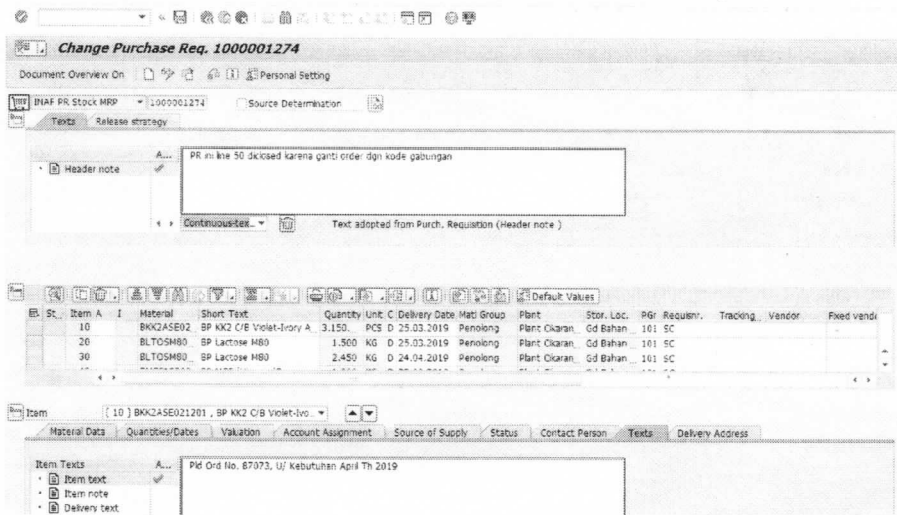 Change Purchase Req. 1000001274
Document Overview On Personal Setting
INAF PR Stock MRP 1000001274 Source Determination
Texts Release strategy
A... PR ini line 50 diclosed karena ganti order dgn kode gabungan
Header note
Continuous-tex... Text adopted from Purch. Requisition (Header note )
Default Values
St... Item A I Material Short Text Quantity Unit C Delivery Date Matl Group Plant Stor. Loc. PGr Requisnr. Tracking... Vendor Fixed vendo
10 BKK2ASE02... BP KK2 C/B Violet-Ivory A... 3.150... PCS D 25.03.2019 Penolong Plant Cikaran... Gd Bahan ... 101 SC
20 BLTOSM80... BP Lactose M80 1.500 KG D 25.03.2019 Penolong Plant Cikaran... Gd Bahan ... 101 SC
30 BLTOSM80... BP Lactose M80 2.450 KG D 24.04.2019 Penolong Plant Cikaran... Gd Bahan ... 101 SC
Item [ 10 ] BKK2ASE021201 , BP KK2 C/B Violet-Ivo...
Material Data Quantities/Dates Valuation Account Assignment Source of Supply Status Contact Person Texts Delivery Address
Item Texts A... Pld Ord No. 87073, U/ Kebutuhan April Th 2019
Item text
Item note
Delivery text